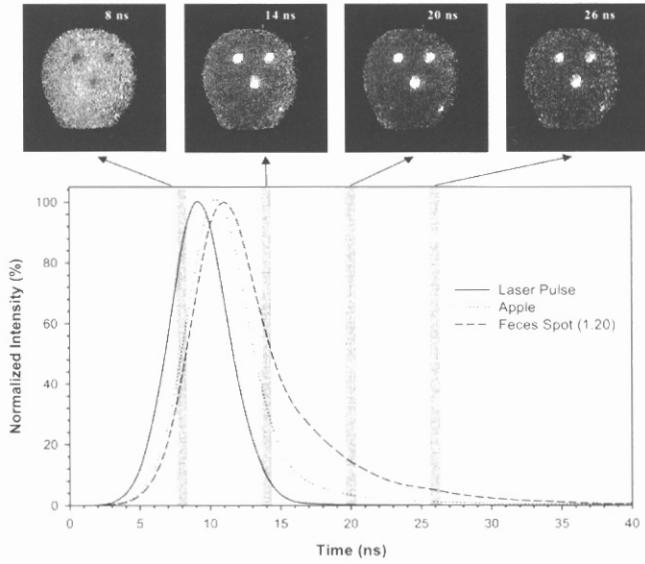 8 ns
14 ns
20 ns
26 ns
Normalized Intensity (%)
100
80
60
40
20
0
Laser Pulse
Apple
Feces Spot (1.20)
0 5 10 15 20 25 30 35 40
Time (ns)